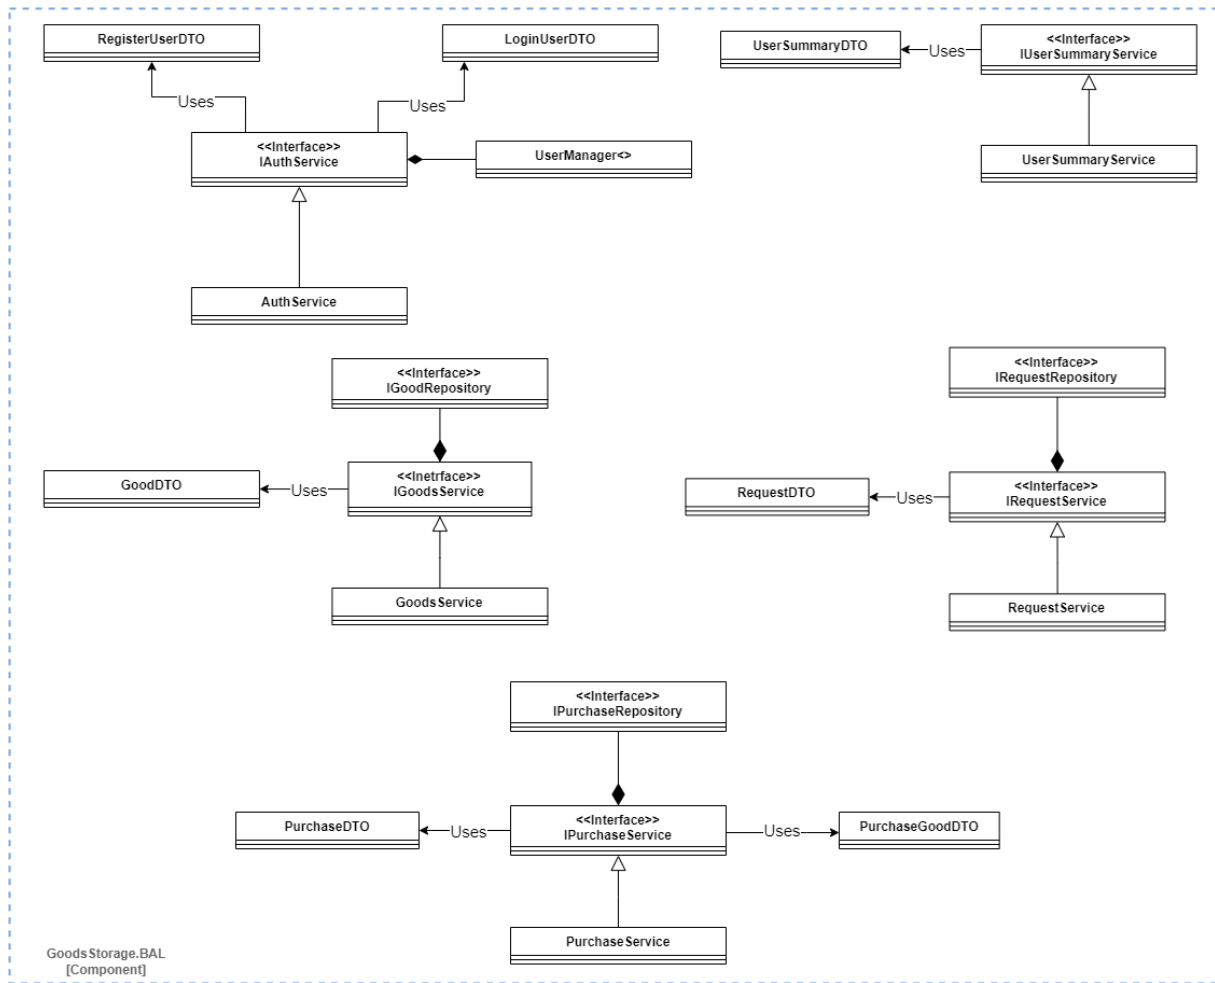 RegisterUserDTO
LoginUserDTO
UserSummaryDTO
Uses
<<Interface>>
IUserSummaryService
Uses
Uses
<<Interface>>
IAuthService
UserManager<>
UserSummaryService
AuthService
<<Interface>>
IGoodRepository
<<Interface>>
IRequestRepository
GoodDTO
Uses
<<Inetrface>>
IGoodsService
RequestDTO
Uses
<<Interface>>
IRequestService
GoodsService
RequestService
<<Interface>>
IPurchaseRepository
PurchaseDTO
Uses
<<Interface>>
IPurchaseService
Uses
PurchaseGoodDTO
PurchaseService
GoodsStorage.BAL
[Component]